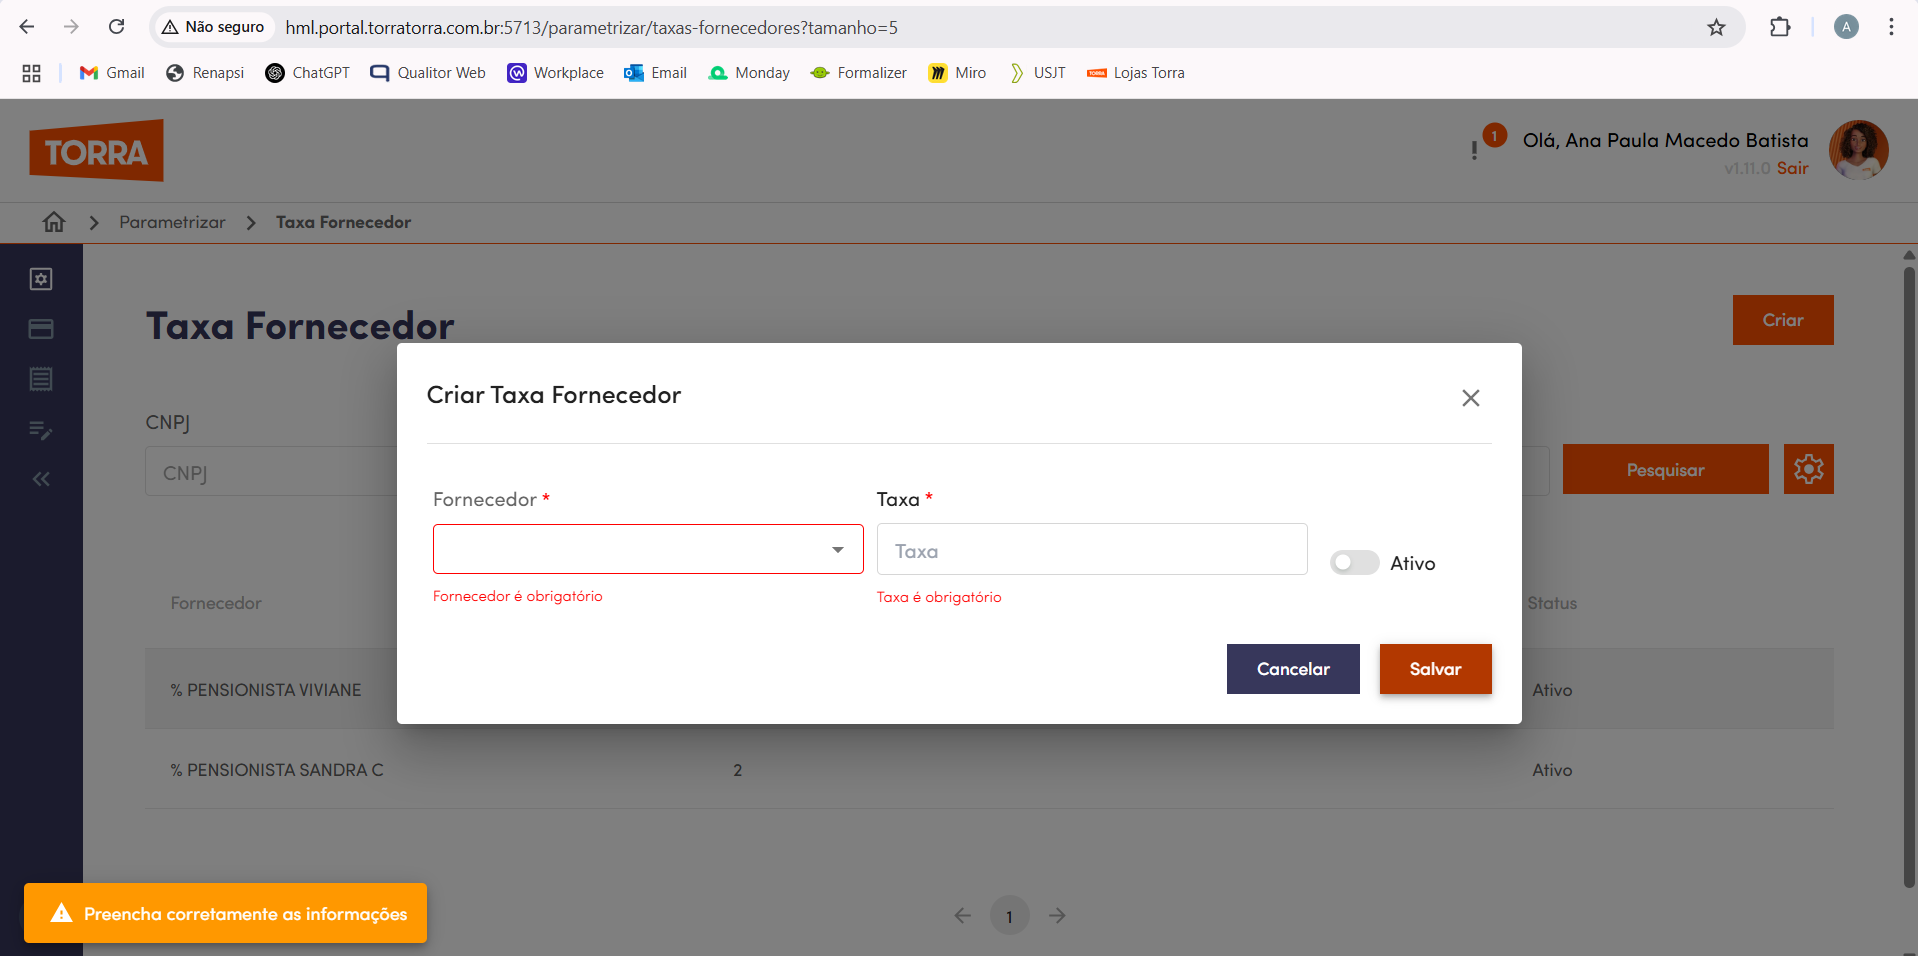 Não seguro
hml.portal.torratorra.com.br:5713/parametrizar/taxas-fornecedores?tamanho=5
A
Gmail
Renapsi
ChatGPT
Qualitor Web
Workplace
Email
Monday
Formalizer
Miro
USJT
TORRA
Lojas Torra
TORRA
1
Olá, Ana Paula Macedo Batista
v1.11.0 Sair
Parametrizar
Taxa Fornecedor
Taxa Fornecedor
Criar
Criar Taxa Fornecedor
CNPJ
CNPJ
Pesquisar
Fornecedor *
Taxa *
Taxa
Ativo
Fornecedor é obrigatório
Taxa é obrigatório
Fornecedor
Status
Cancelar
Salvar
% PENSIONISTA VIVIANE
Ativo
% PENSIONISTA SANDRA C
2
Ativo
Preencha corretamente as informações
1